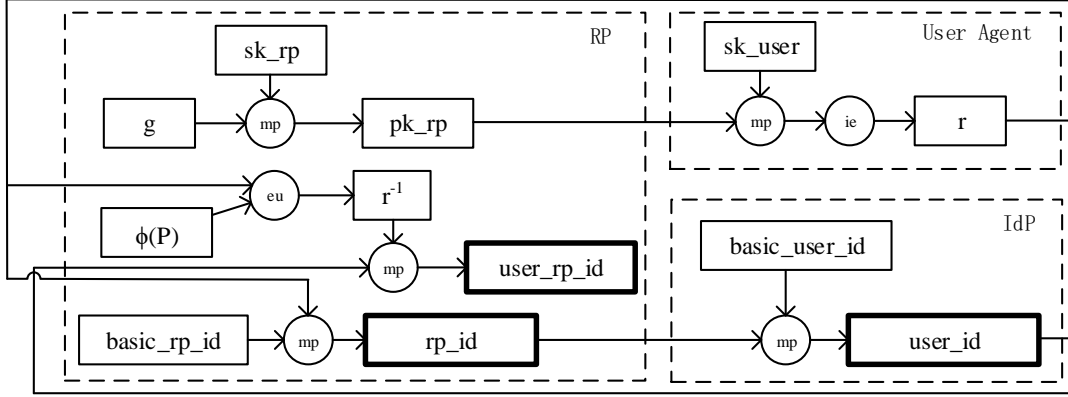 RP
User Agent
sk_rp
sk_user
g
mp
pk_rp
mp
ie
r
eu
r⁻¹
ϕ(P)
IdP
basic_user_id
mp
user_rp_id
basic_rp_id
mp
rp_id
mp
user_id